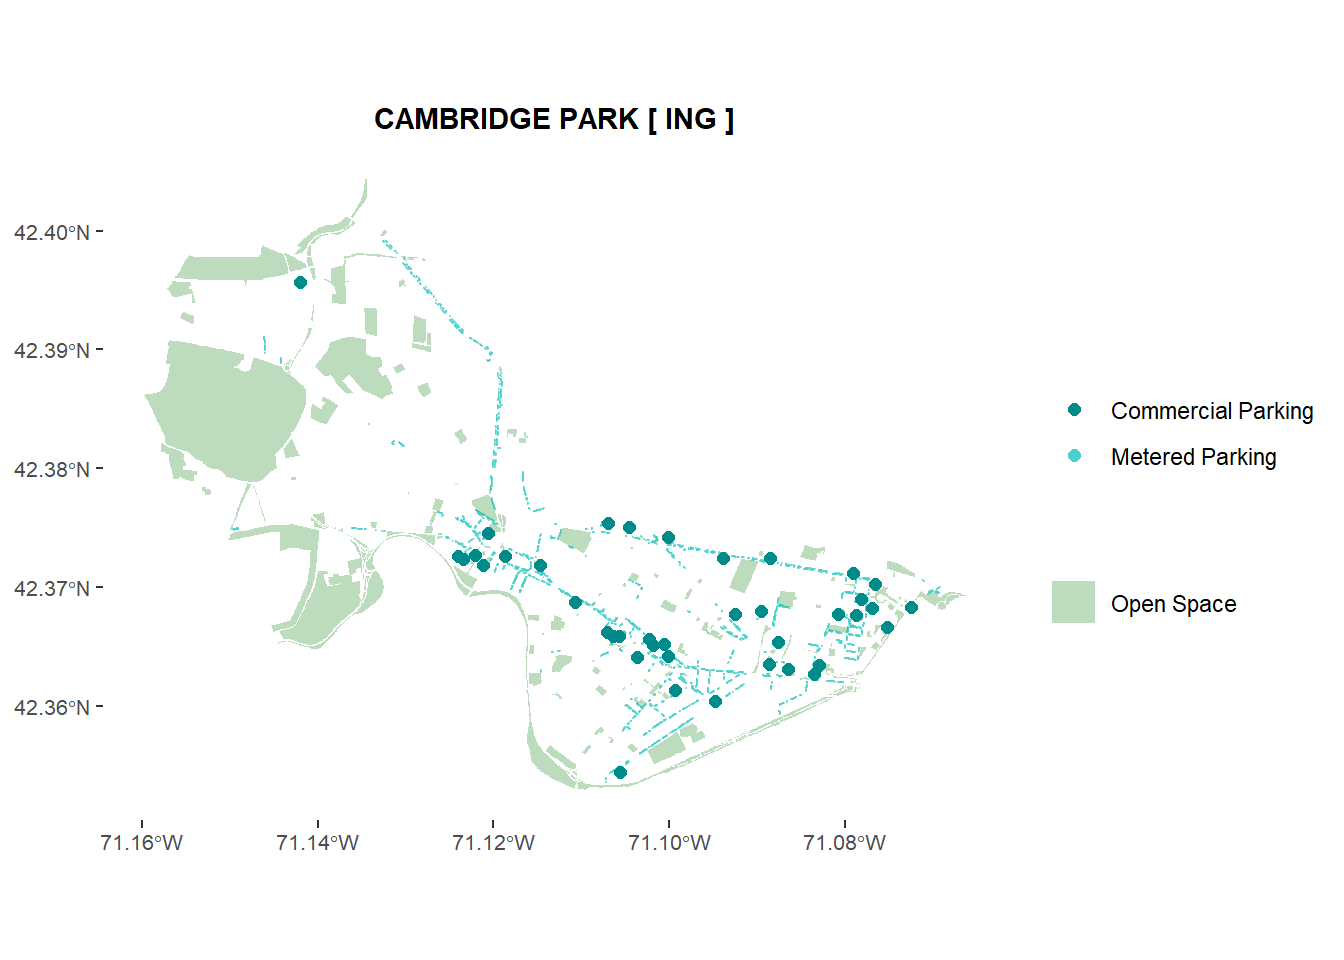 CAMBRIDGE PARK [ ING ]
42.40°N
42.39°N
42.38°N
42.37°N
42.36°N
71.16°W
71.14°W
71.12°W
71.10°W
71.08°W
Commercial Parking
Metered Parking
Open Space